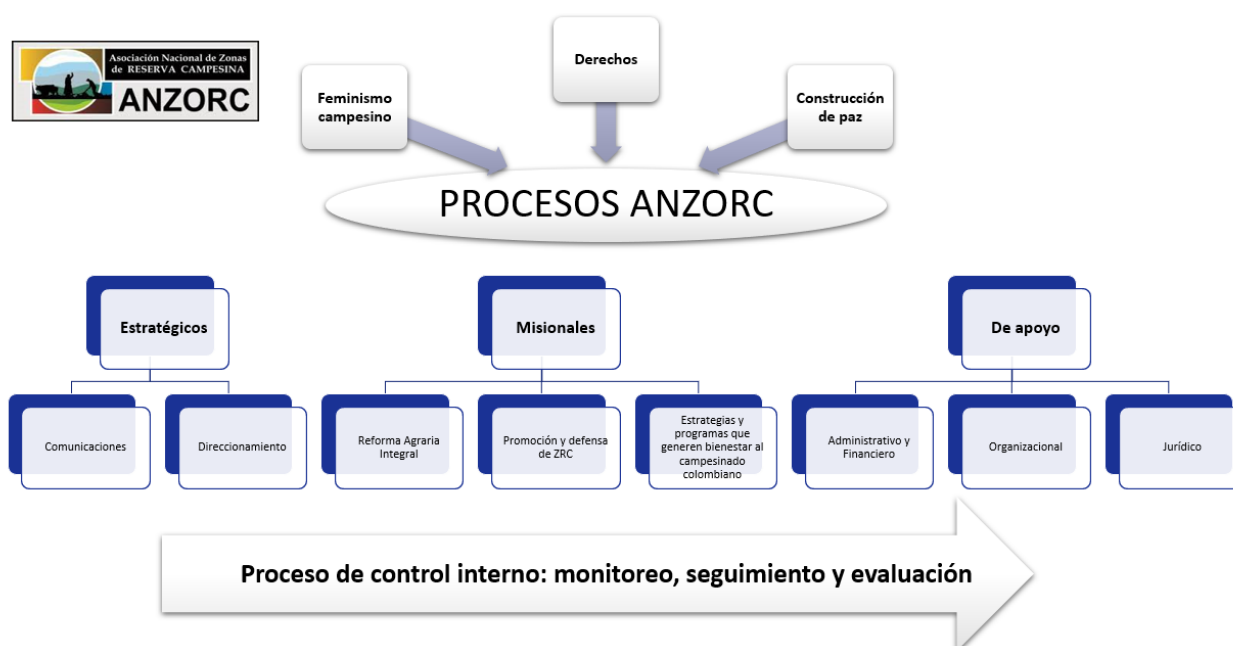 Asociación Nacional de Zonas
de RESERVA CAMPESINA
ANZORC
Feminismo
campesino
Derechos
Construcción
de paz
PROCESOS ANZORC
Estratégicos
Misionales
De apoyo
Comunicaciones
Direccionamiento
Reforma Agraria
Integral
Promoción y defensa
de ZRC
Estrategias y
programas que
generen bienestar al
campesinado
colombiano
Administrativo y
Financiero
Organizacional
Jurídico
Proceso de control interno: monitoreo, seguimiento y evaluación